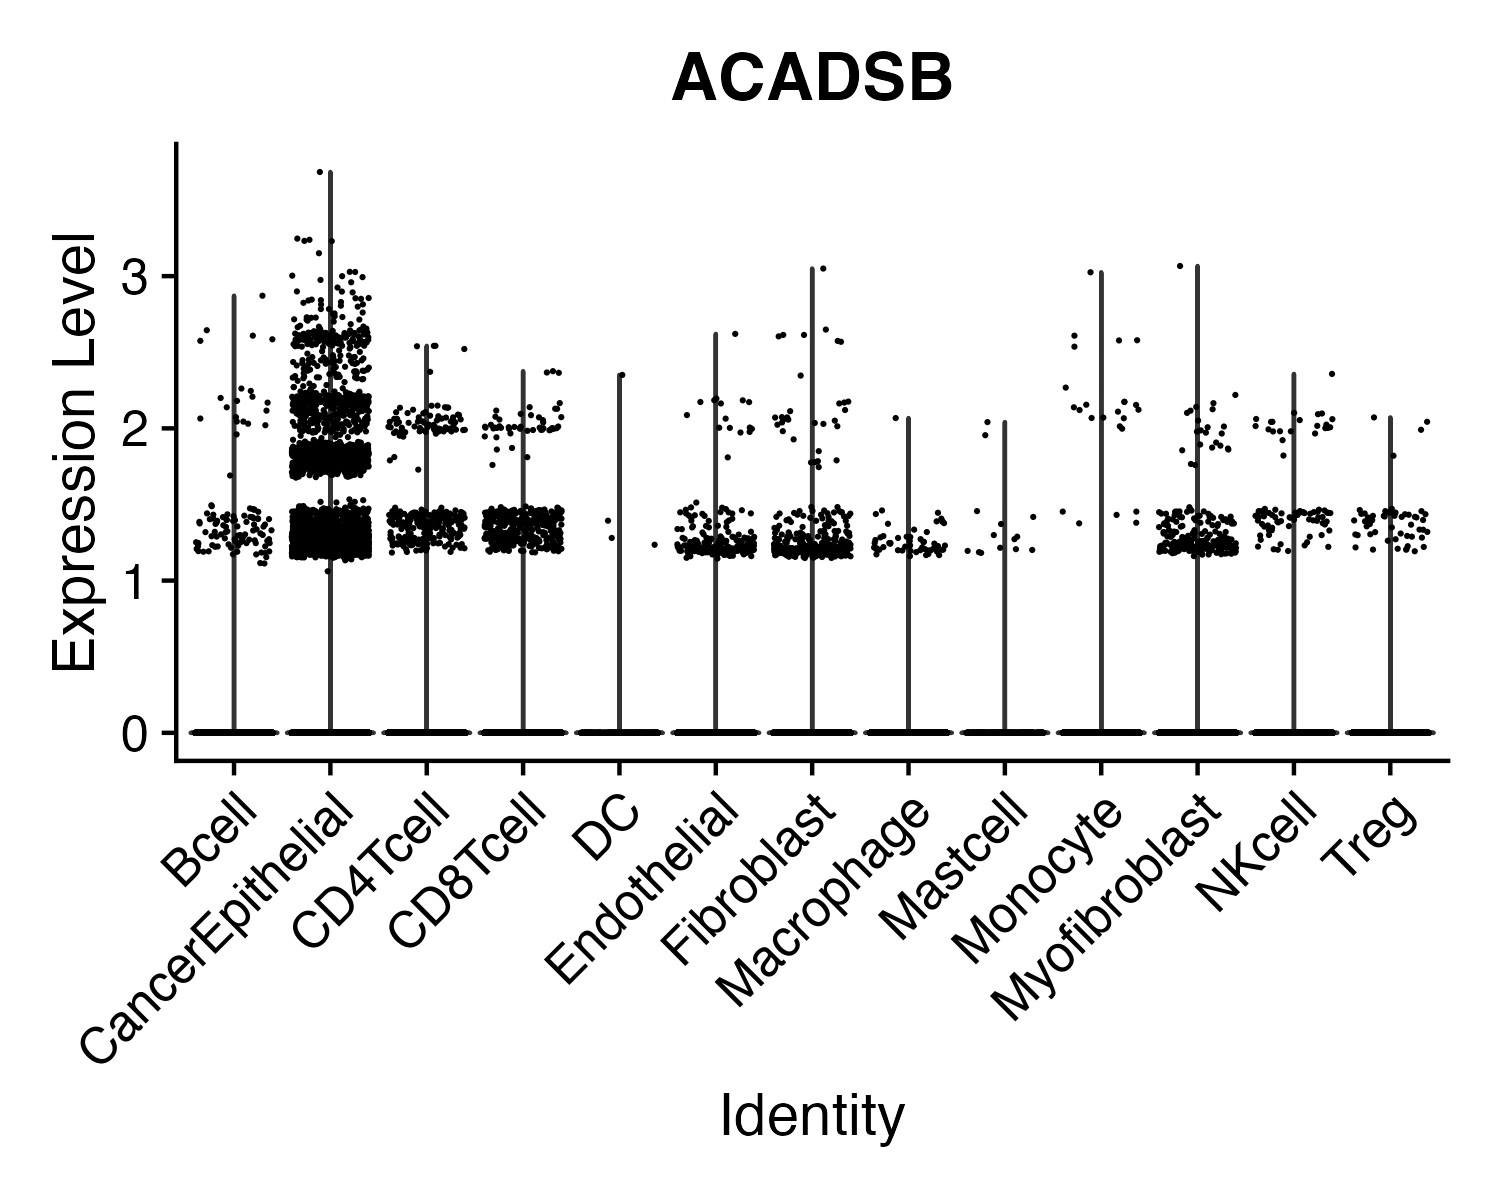 ACADSB
Expression Level
3
2
1
0
Bcell
CancerEpithelial
CD4Tcell
CD8Tcell
DC
Endothelial
Fibroblast
Macrophage
Mastcell
Monocyte
Myofibroblast
NKcell
Treg
Identity